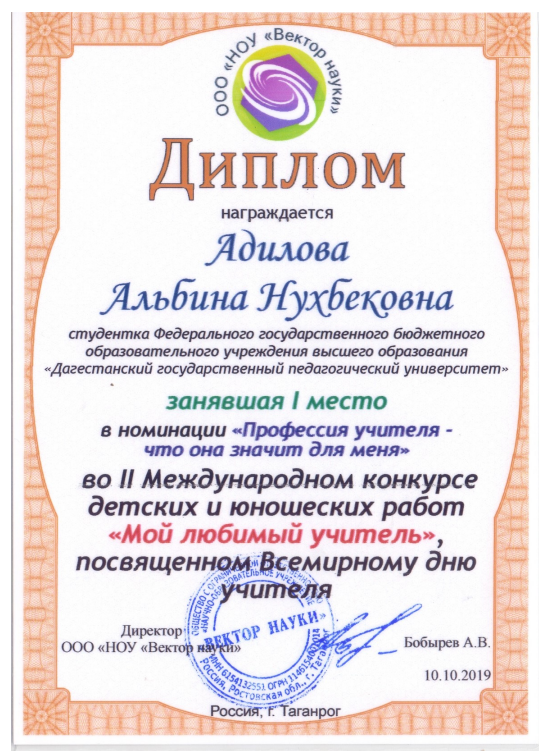 ООО «НОУ «Вектор науки»
Диплом
награждается
Адилова
Альбина Нухбековна
студентка Федерального государственного бюджетного
образовательного учреждения высшего образования
«Дагестанский государственный педагогический университет»
занявшая I место
в номинации «Профессия учителя -
что она значит для меня»
во II Международном конкурсе
детских и юношеских работ
«Мой любимый учитель»,
посвященном Всемирному дню
учителя
ВЕКТОР НАУКИ
Директор
ООО «НОУ «Вектор науки»
Бобырев А.В.
10.10.2019
Россия, г. Таганрог